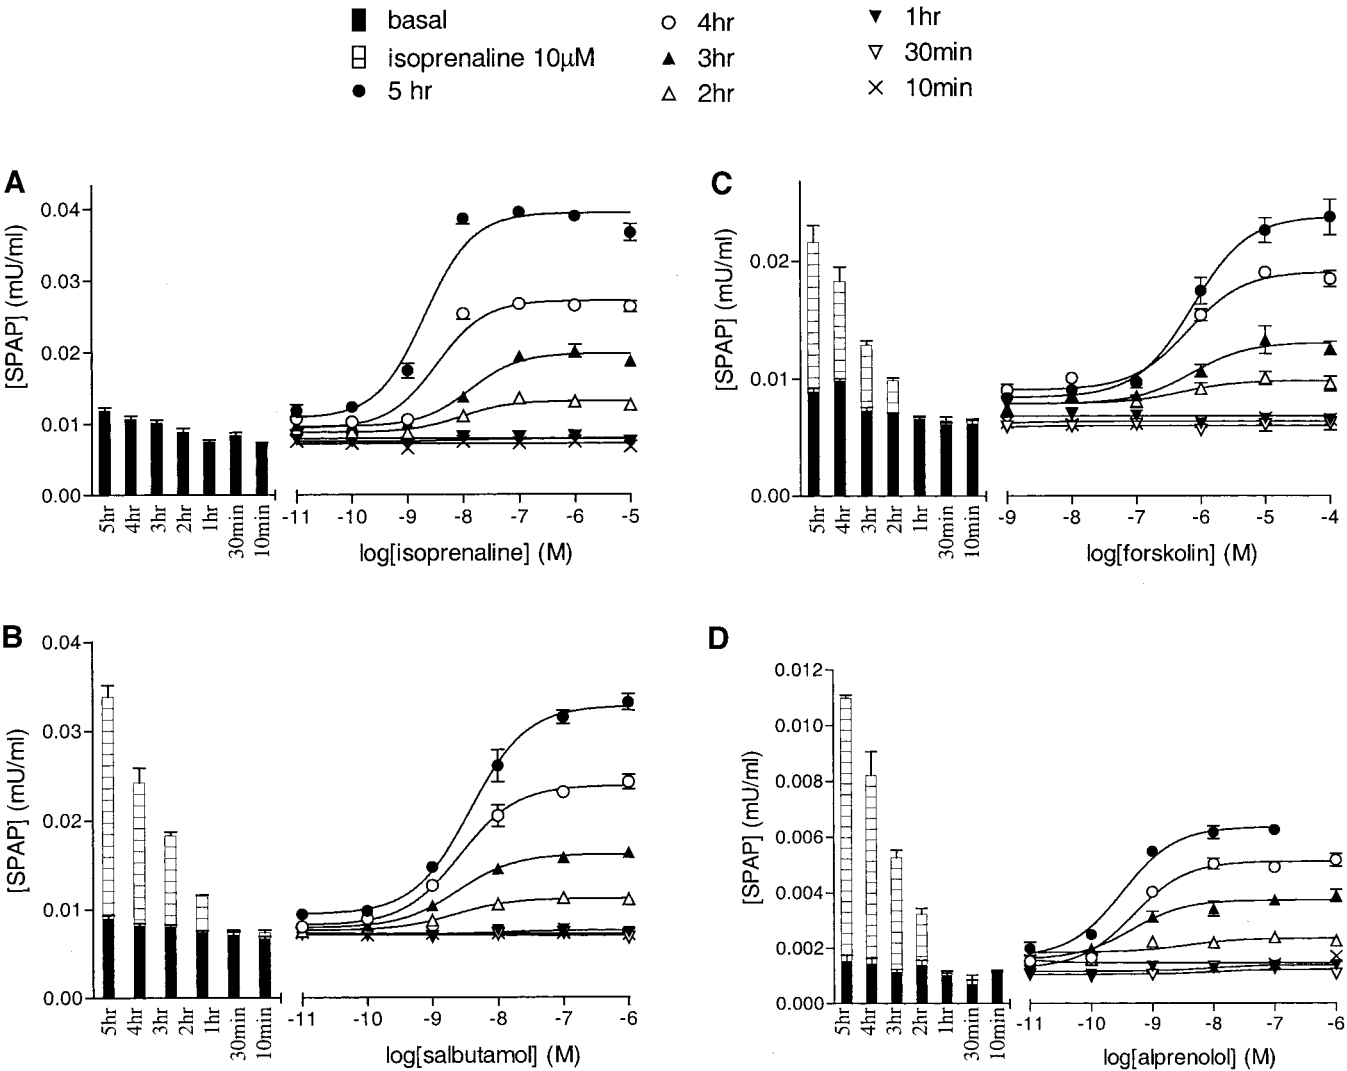 basal
isoprenaline 10µM
5 hr
4hr
3hr
2hr
1hr
30min
10min
A
[SPAP] (mU/ml)
0.04
0.03
0.02
0.01
0.00
5hr 4hr 3hr 2hr 1hr 30min 10min
-11 -10 -9 -8 -7 -6 -5
log[isoprenaline] (M)
C
[SPAP] (mU/ml)
0.02
0.01
0.00
5hr 4hr 3hr 2hr 1hr 30min 10min
-9 -8 -7 -6 -5 -4
log[forskolin] (M)
B
[SPAP] (mU/ml)
0.04
0.03
0.02
0.01
0.00
5hr 4hr 3hr 2hr 1hr 30min 10min
-11 -10 -9 -8 -7 -6
log[salbutamol] (M)
D
[SPAP] (mU/ml)
0.012
0.010
0.008
0.006
0.004
0.002
0.000
5hr 4hr 3hr 2hr 1hr 30min 10min
-11 -10 -9 -8 -7 -6
log[alprenolol] (M)